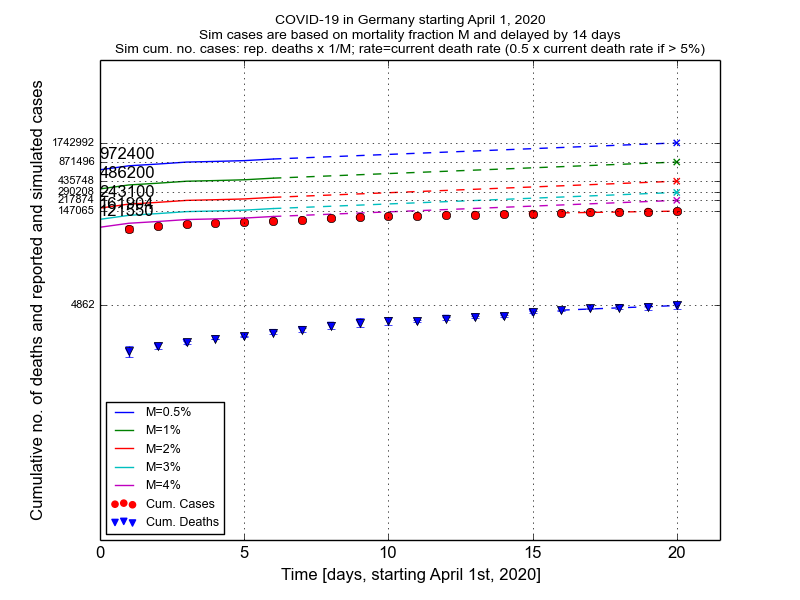 COVID-19 in Germany starting April 1, 2020
Sim cases are based on mortality fraction M and delayed by 14 days
Sim cum. no. cases: rep. deaths x 1/M; rate=current death rate (0.5 x current death rate if > 5%)
Cumulative no. of deaths and reported and simulated cases
1742992
972400
871496
486200
435748
290208
243100
217874
161904
147065
121550
4862
M=0.5%
M=1%
M=2%
M=3%
M=4%
Cum. Cases
Cum. Deaths
0 5 10 15 20
Time [days, starting April 1st, 2020]